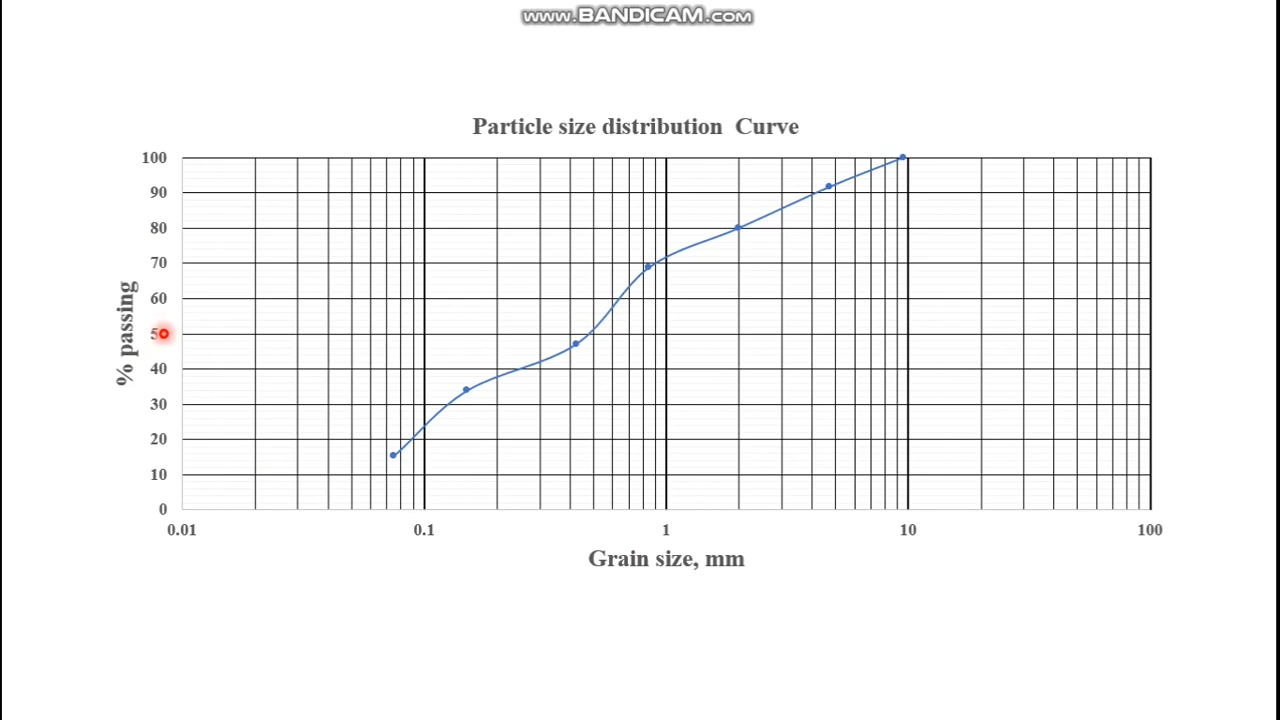 www.BANDICAM.com
Particle size distribution Curve
100
90
80
70
60
40
30
20
10
0
% passing
0.01 0.1 1 10 100
Grain size, mm